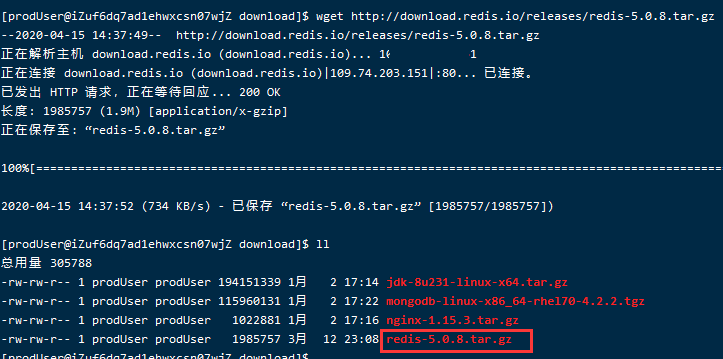 [prodUser@iZuf6dq7ad1ehwxcsn07wjZ download]$ wget http://download.redis.io/releases/redis-5.0.8.tar.gz
--2020-04-15 14:37:49--  http://download.redis.io/releases/redis-5.0.8.tar.gz
正在解析主机 download.redis.io (download.redis.io)... 1 1
正在连接 download.redis.io (download.redis.io)|109.74.203.151|:80... 已连接。
已发出 HTTP 请求，正在等待回应... 200 OK
长度：1985757 (1.9M) [application/x-gzip]
正在保存至: “redis-5.0.8.tar.gz”
100%[======================================================================================
2020-04-15 14:37:52 (734 KB/s) - 已保存 “redis-5.0.8.tar.gz” [1985757/1985757])
[prodUser@iZuf6dq7ad1ehwxcsn07wjZ download]$ ll
总用量 305788
-rw-rw-r-- 1 prodUser prodUser 194151339 1月   2 17:14 jdk-8u231-linux-x64.tar.gz
-rw-rw-r-- 1 prodUser prodUser 115960131 1月   2 17:22 mongodb-linux-x86_64-rhel70-4.2.2.tgz
-rw-rw-r-- 1 prodUser prodUser   1022881 1月   2 17:16 nginx-1.15.3.tar.gz
-rw-rw-r-- 1 prodUser prodUser   1985757 3月  12 23:08 redis-5.0.8.tar.gz